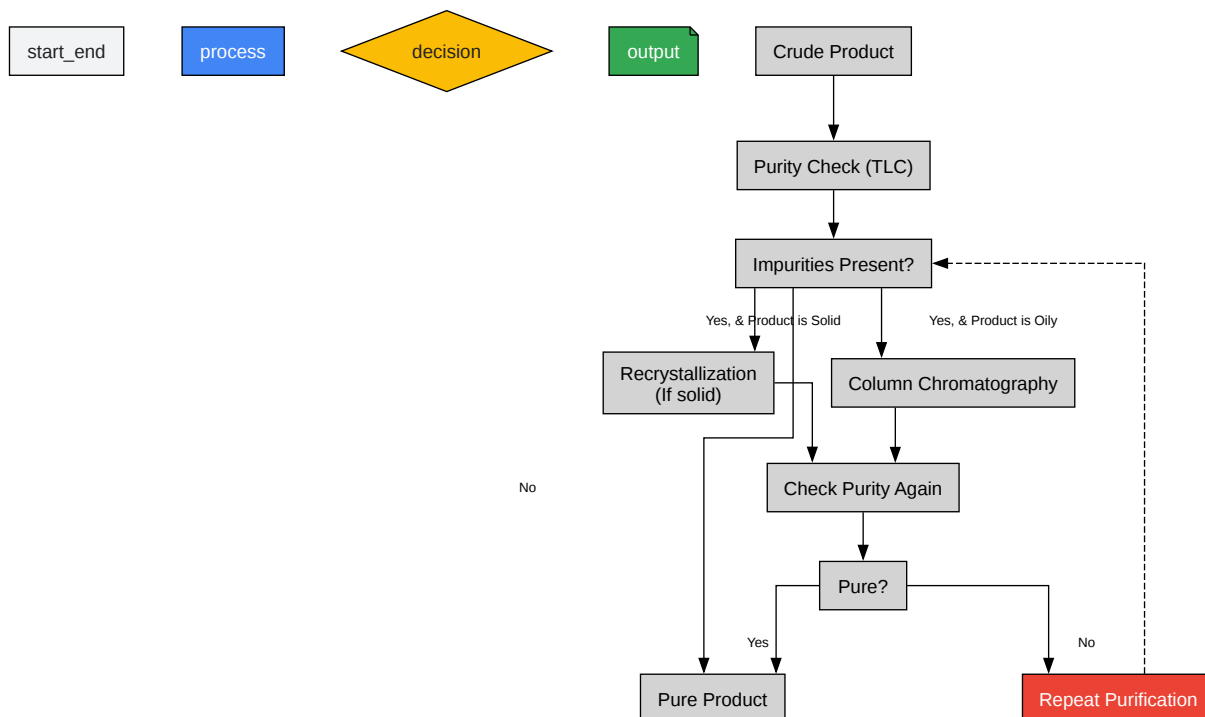 start_end
process
decision
output
Crude Product
Purity Check (TLC)
Impurities Present?
Yes, & Product is Solid
Yes, & Product is Oily
Recrystallization
(If solid)
Column Chromatography
Check Purity Again
No
Pure?
Yes
No
Pure Product
Repeat Purification